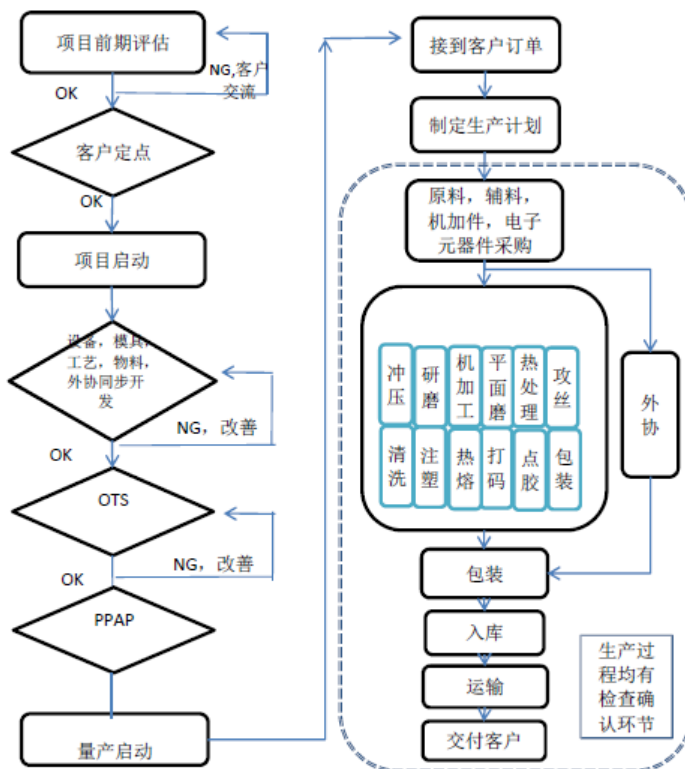 项目前期评估
NG,客户
交流
OK
客户定点
OK
项目启动
设备，模具，
工艺，物料，
外协同步开
发
NG，改善
OK
OTS
NG，改善
OK
PPAP
量产启动
接到客户订单
制定生产计划
原料，辅料，
机加件，电子
元器件采购
冲压
研磨
机加工
平面磨
热处理
攻丝
清洗
注塑
热熔
打码
点胶
包装
外协
包装
入库
运输
交付客户
生产过
程均有
检查确
认环节